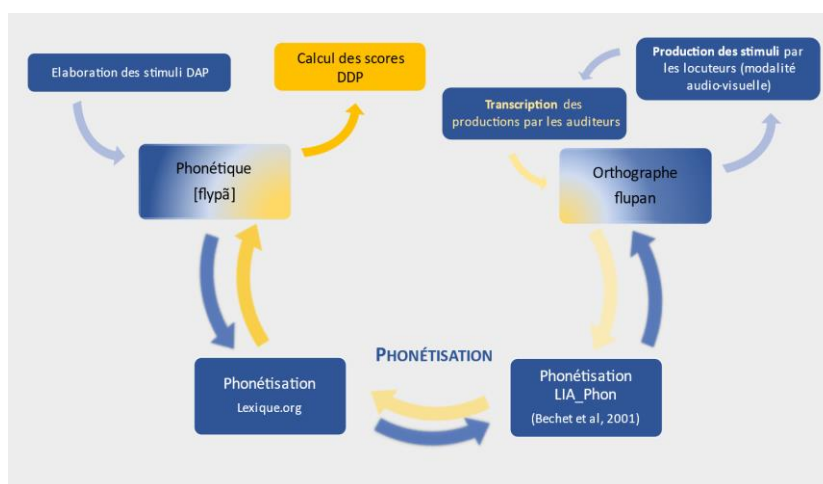 Elaboration des stimuli DAP
Calcul des scores
DDP
Production des stimuli par
les locuteurs (modalité
audio-visuelle)
Transcription des
productions par les auditeurs
Phonétique
[flypã]
Orthographe
flupan
PHONÉTISATION
Phonétisation
Lexique.org
Phonétisation
LIA_Phon
(Bechet et al, 2001)